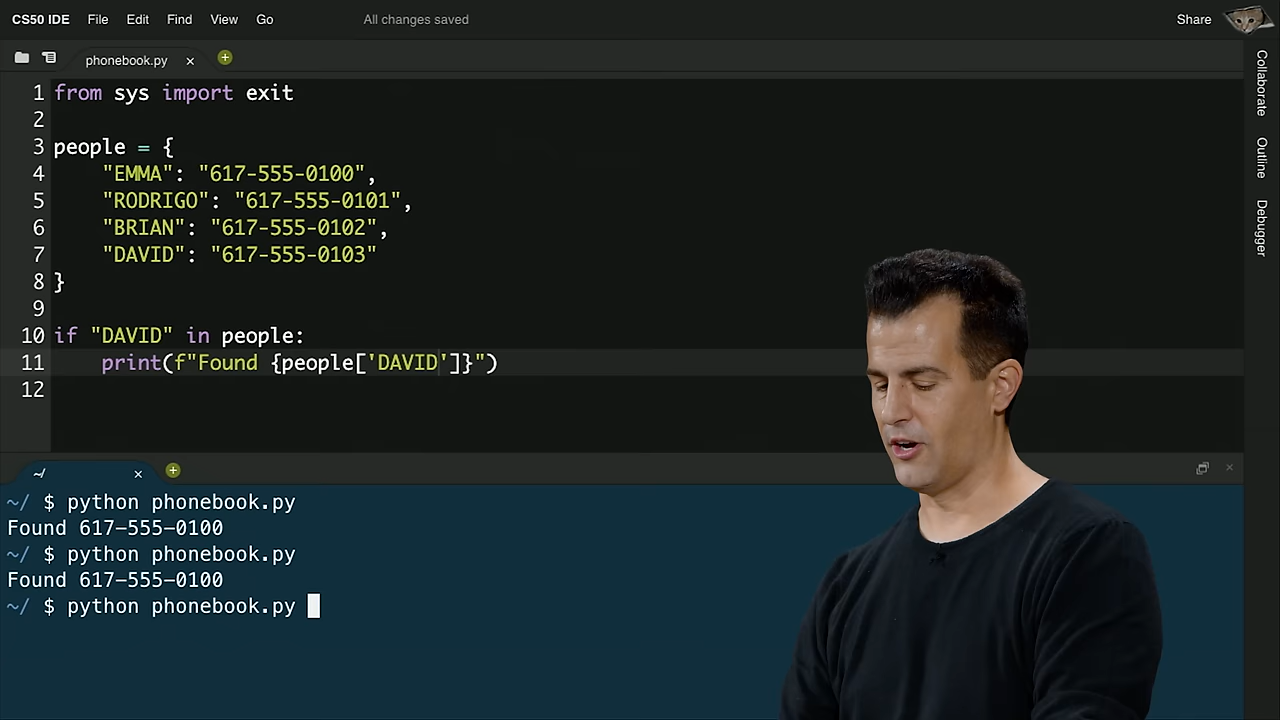 CS50 IDE File Edit Find View Go All changes saved Share
phonebook.py × +
Collaborate
Outline
Debugger
1 from sys import exit
2
3 people = {
4     "EMMA": "617-555-0100",
5     "RODRIGO": "617-555-0101",
6     "BRIAN": "617-555-0102",
7     "DAVID": "617-555-0103"
8 }
9
10 if "DAVID" in people:
11     print(f"Found {people['DAVID']}")
12
~/ × +
~/ $ python phonebook.py
Found 617-555-0100
~/ $ python phonebook.py
Found 617-555-0100
~/ $ python phonebook.py